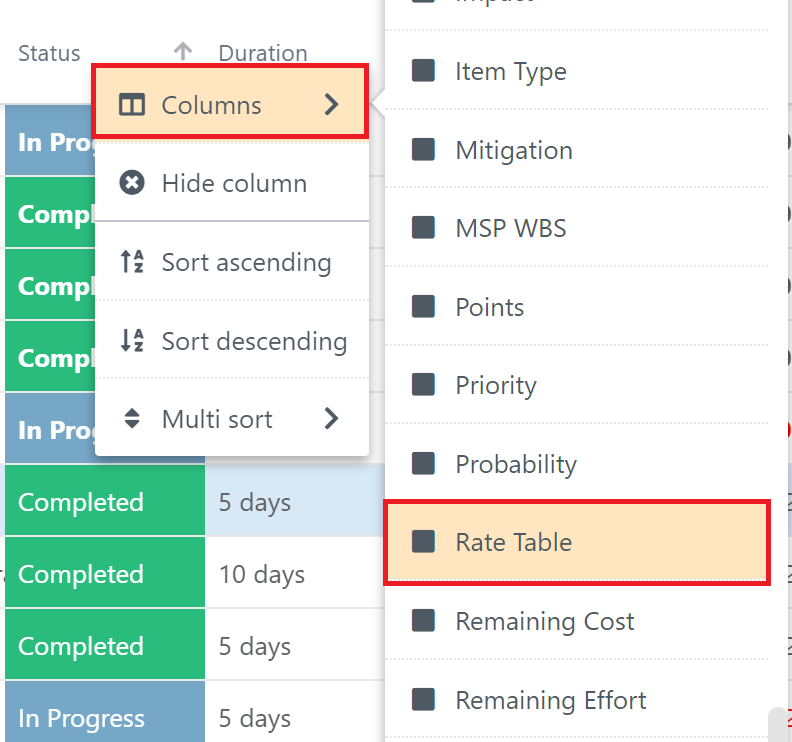 Status
Duration
In Prog
Compl
Compl
Compl
In Prog
Completed
5 days
Completed
10 days
Completed
5 days
In Progress
5 days
Columns
Hide column
Sort ascending
Sort descending
Multi sort
Impact
Item Type
Mitigation
MSP WBS
Points
Priority
Probability
Rate Table
Remaining Cost
Remaining Effort